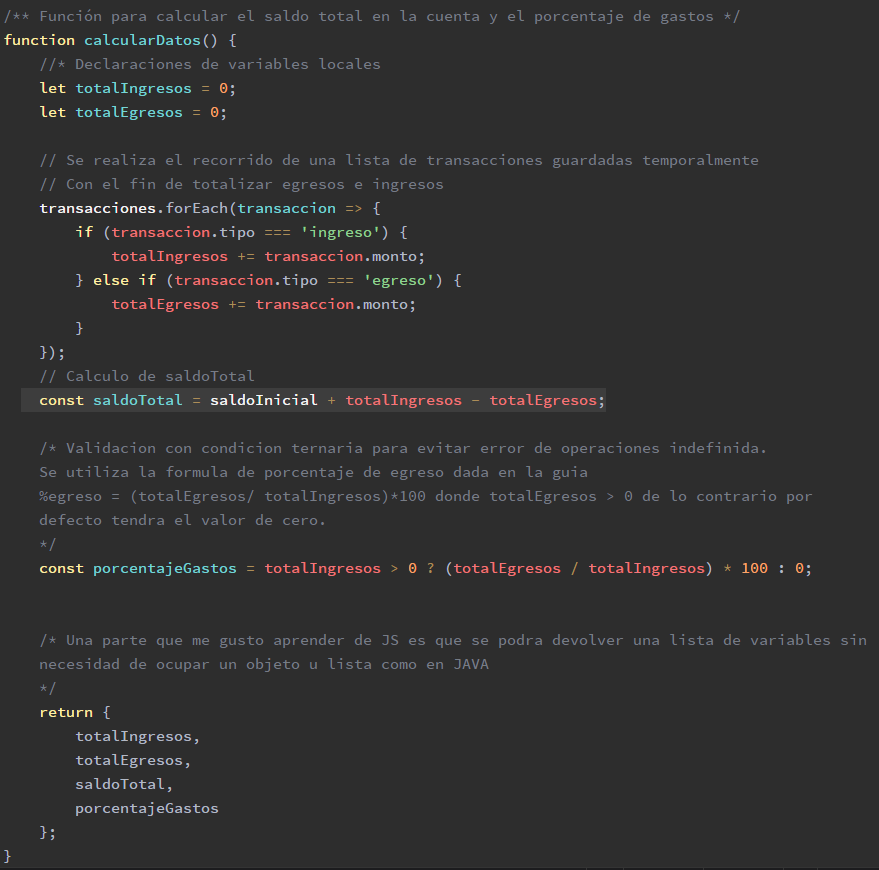 /** Función para calcular el saldo total en la cuenta y el porcentaje de gastos */
function calcularDatos() {
    //* Declaraciones de variables locales
    let totalIngresos = 0;
    let totalEgresos = 0;

    // Se realiza el recorrido de una lista de transacciones guardadas temporalmente
    // Con el fin de totalizar egresos e ingresos
    transacciones.forEach(transaccion => {
        if (transaccion.tipo === 'ingreso') {
            totalIngresos += transaccion.monto;
        } else if (transaccion.tipo === 'egreso') {
            totalEgresos += transaccion.monto;
        }
    });
    // Calculo de saldoTotal
    const saldoTotal = saldoInicial + totalIngresos - totalEgresos;

    /* Validacion con condicion ternaria para evitar error de operaciones indefinida.
    Se utiliza la formula de porcentaje de egreso dada en la guia
    %egreso = (totalEgresos/ totalIngresos)*100 donde totalEgresos > 0 de lo contrario por
    defecto tendra el valor de cero.
    */
    const porcentajeGastos = totalIngresos > 0 ? (totalEgresos / totalIngresos) * 100 : 0;


    /* Una parte que me gusto aprender de JS es que se podra devolver una lista de variables sin
    necesidad de ocupar un objeto u lista como en JAVA
    */
    return {
        totalIngresos,
        totalEgresos,
        saldoTotal,
        porcentajeGastos
    };
}